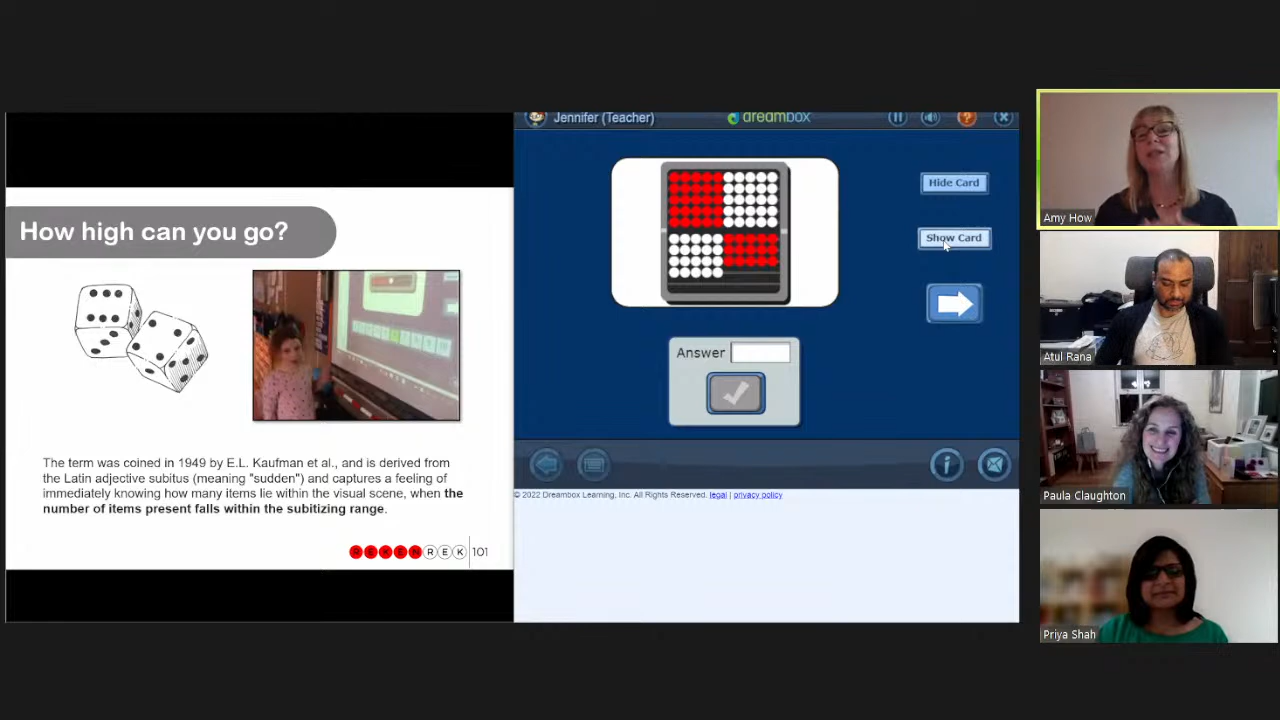 How high can you go?
The term was coined in 1949 by E.L. Kaufman et al., and is derived from
the Latin adjective subitus (meaning "sudden") and captures a feeling of
immediately knowing how many items lie within the visual scene, when the
number of items present falls within the subitizing range.
REKENREK 101
Jennifer (Teacher)
dreambox
Hide Card
Show Card
Answer
© 2022 Dreambox Learning, Inc. All Rights Reserved. legal | privacy policy
Amy How
Atul Rana
Paula Claughton
Priya Shah